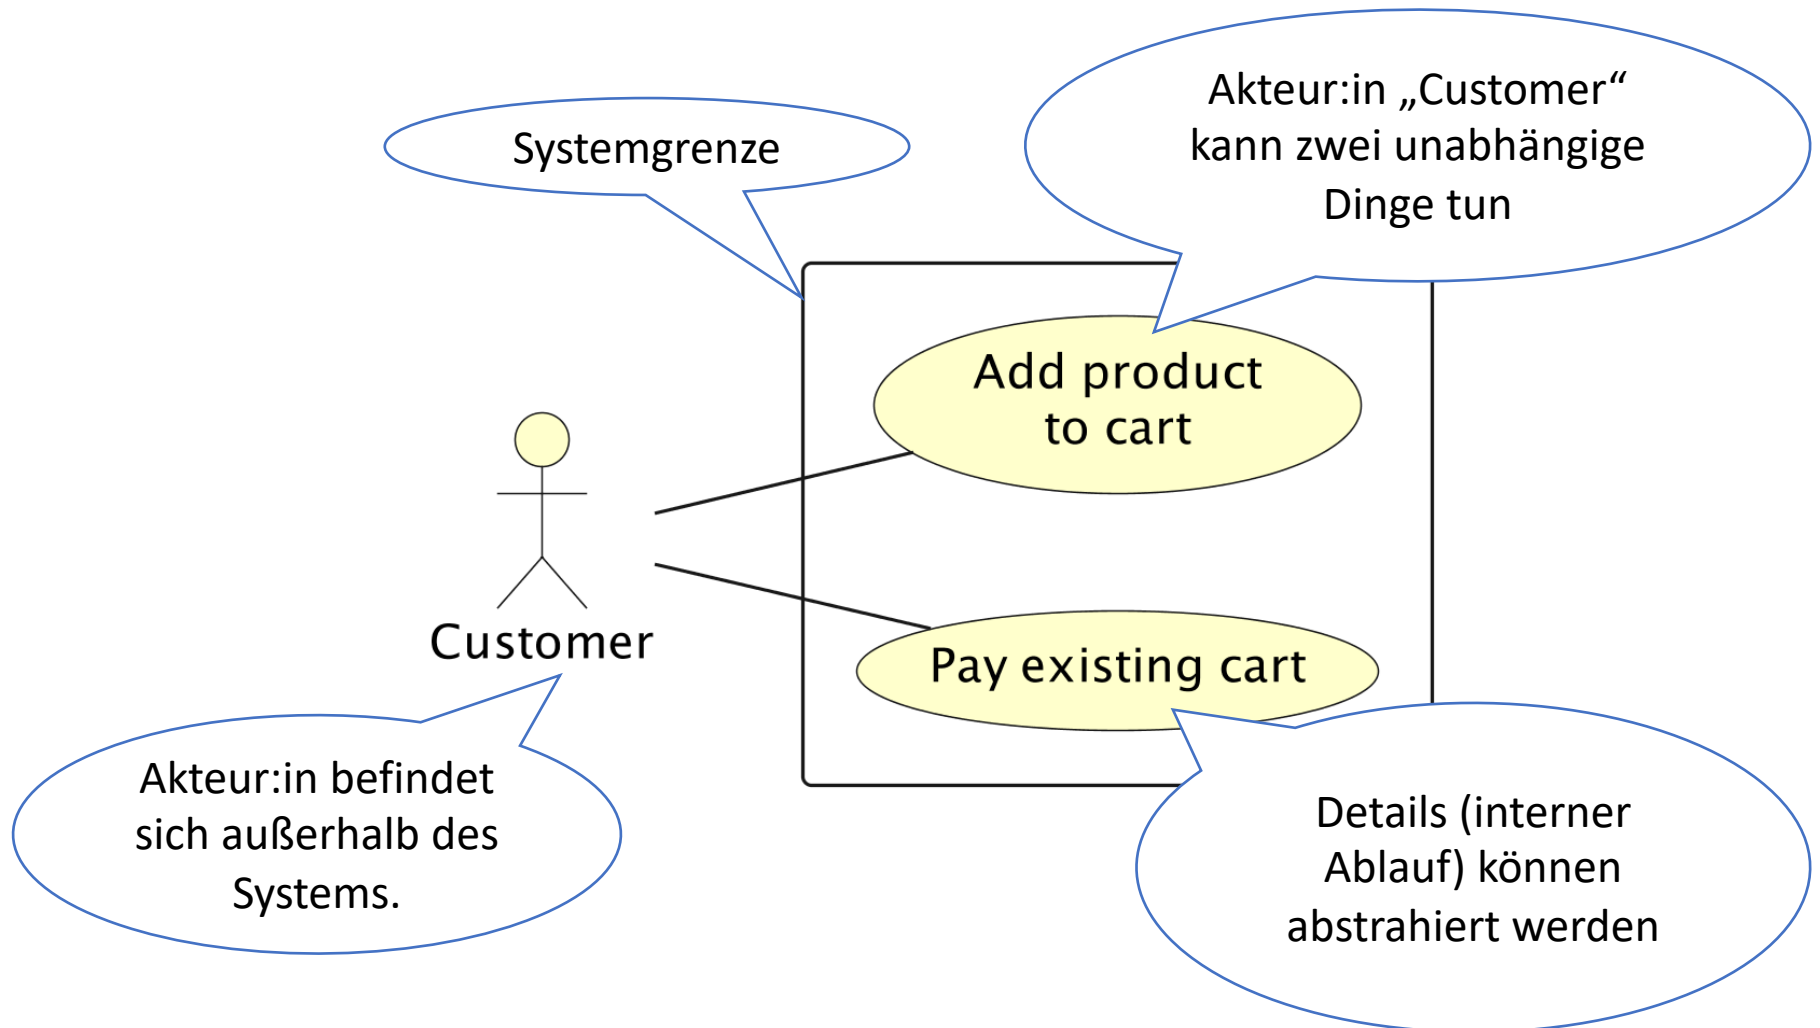 Akteur:in „Customer“
kann zwei unabhängige
Dinge tun
Systemgrenze
Add product
to cart
Customer
Pay existing cart
Akteur:in befindet
sich außerhalb des
Systems.
Details (interner
Ablauf) können
abstrahiert werden